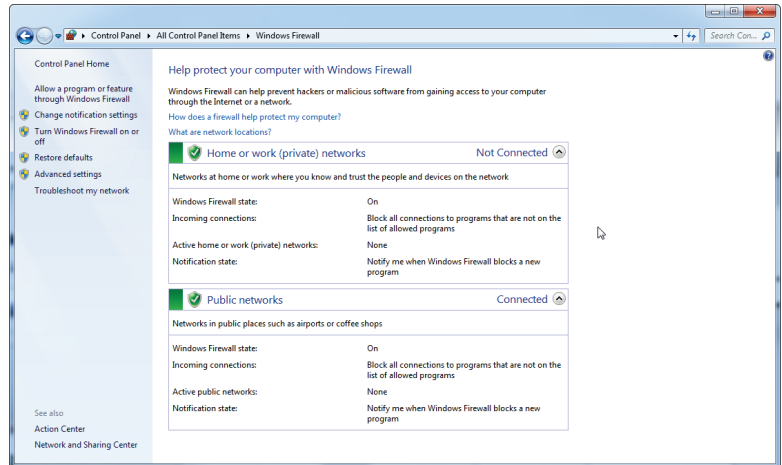 Control Panel ▸ All Control Panel Items ▸ Windows Firewall
Search Con...
Control Panel Home
Allow a program or feature
through Windows Firewall
Change notification settings
Turn Windows Firewall on or
off
Restore defaults
Advanced settings
Troubleshoot my network
See also
Action Center
Network and Sharing Center
Help protect your computer with Windows Firewall
Windows Firewall can help prevent hackers or malicious software from gaining access to your computer
through the Internet or a network.
How does a firewall help protect my computer?
What are network locations?
Home or work (private) networks Not Connected
Networks at home or work where you know and trust the people and devices on the network
Windows Firewall state: On
Incoming connections: Block all connections to programs that are not on the
list of allowed programs
Active home or work (private) networks: None
Notification state: Notify me when Windows Firewall blocks a new
program
Public networks Connected
Networks in public places such as airports or coffee shops
Windows Firewall state: On
Incoming connections: Block all connections to programs that are not on the
list of allowed programs
Active public networks: None
Notification state: Notify me when Windows Firewall blocks a new
program